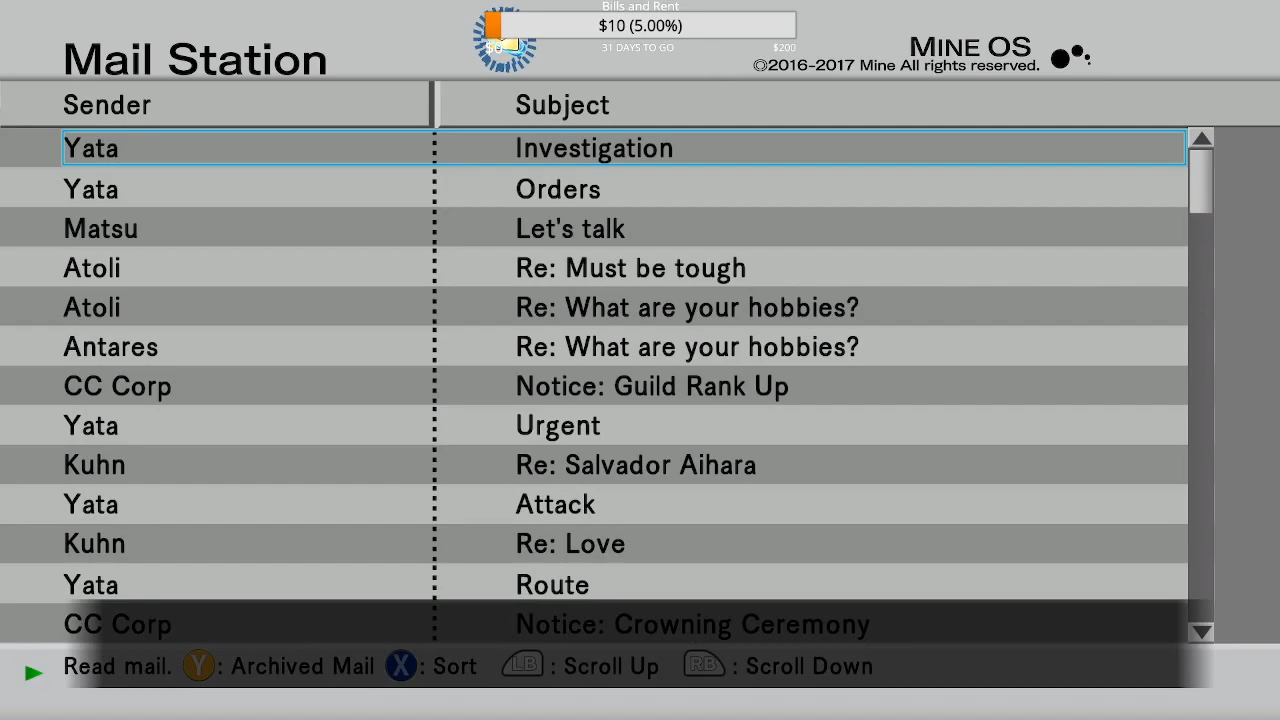 Bills and Rent
$10 (5.00%)
$0 31 DAYS TO GO $200
Mail Station
MINE OS
©2016-2017 Mine All rights reserved.
Sender Subject
Yata Investigation
Yata Orders
Matsu Let's talk
Atoli Re: Must be tough
Atoli Re: What are your hobbies?
Antares Re: What are your hobbies?
CC Corp Notice: Guild Rank Up
Yata Urgent
Kuhn Re: Salvador Aihara
Yata Attack
Kuhn Re: Love
Yata Route
CC Corp Notice: Crowning Ceremony
Read mail. Y: Archived Mail X: Sort LB: Scroll Up RB: Scroll Down